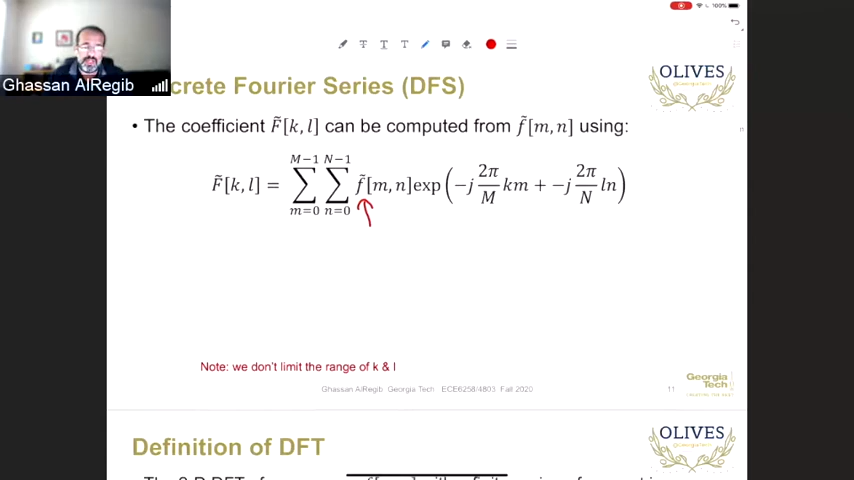 100%
Ghassan AlRegib
crete Fourier Series (DFS)
OLIVES
• The coefficient F̃[k, l] can be computed from f̃[m, n] using:
F̃[k, l] = ∑_{m=0}^{M−1} ∑_{n=0}^{N−1} f̃[m, n]exp(−j 2π/M km + −j 2π/N ln)
Note: we don't limit the range of k & l
Ghassan AlRegib Georgia Tech ECE6258/4803 Fall 2020
11
Georgia
Tech
OLIVES
Definition of DFT